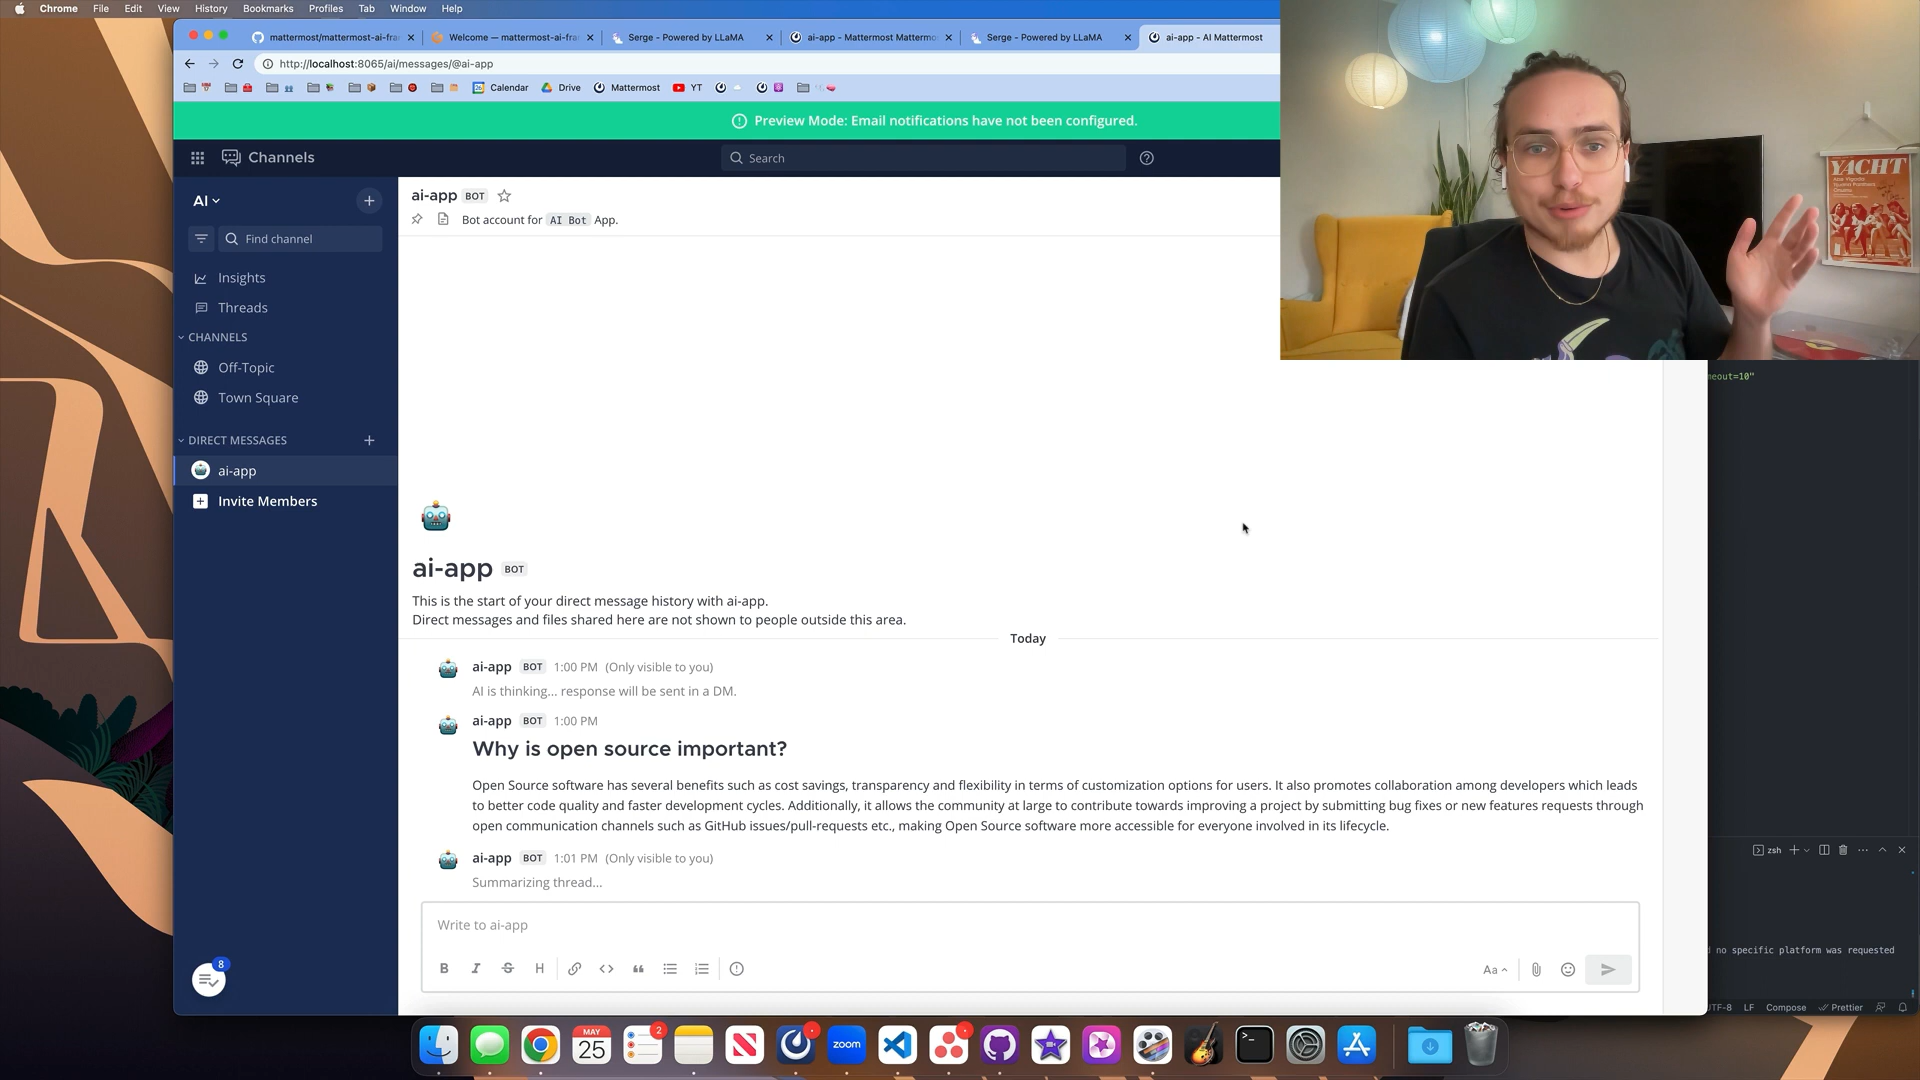 Chrome File Edit View History Bookmarks Profiles Tab Window Help
mattermost/mattermost-ai-fra
Welcome — mattermost-ai-fra
Serge - Powered by LLaMA
ai-app - Mattermost Mattermo
Serge - Powered by LLaMA
ai-app - AI Mattermost
http://localhost:8065/ai/messages/@ai-app
Calendar Drive Mattermost YT
Preview Mode: Email notifications have not been configured.
Channels
Search
AI
Find channel
Insights
Threads
CHANNELS
Off-Topic
Town Square
DIRECT MESSAGES
ai-app
Invite Members
8
ai-app BOT
Bot account for AI Bot App.
ai-app BOT
This is the start of your direct message history with ai-app.
Direct messages and files shared here are not shown to people outside this area.
Today
ai-app BOT 1:00 PM (Only visible to you)
AI is thinking... response will be sent in a DM.
ai-app BOT 1:00 PM
Why is open source important?
Open Source software has several benefits such as cost savings, transparency and flexibility in terms of customization options for users. It also promotes collaboration among developers which leads
to better code quality and faster development cycles. Additionally, it allows the community at large to contribute towards improving a project by submitting bug fixes or new features requests through
open communication channels such as GitHub issues/pull-requests etc., making Open Source software more accessible for everyone involved in its lifecycle.
ai-app BOT 1:01 PM (Only visible to you)
Summarizing thread...
Write to ai-app
B I S H
Aa
YACHT
meout=10"
zsh
d no specific platform was requested
UTF-8 LF Compose Prettier
MAY
25
2
zoom